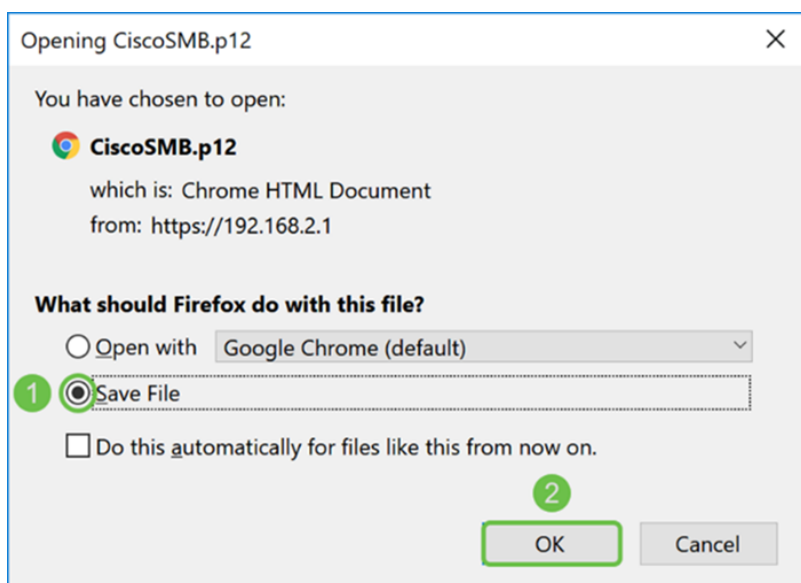 Opening CiscoSMB.p12
You have chosen to open:
CiscoSMB.p12
which is: Chrome HTML Document
from: https://192.168.2.1
What should Firefox do with this file?
Open with Google Chrome (default)
1 Save File
Do this automatically for files like this from now on.
2
OK Cancel